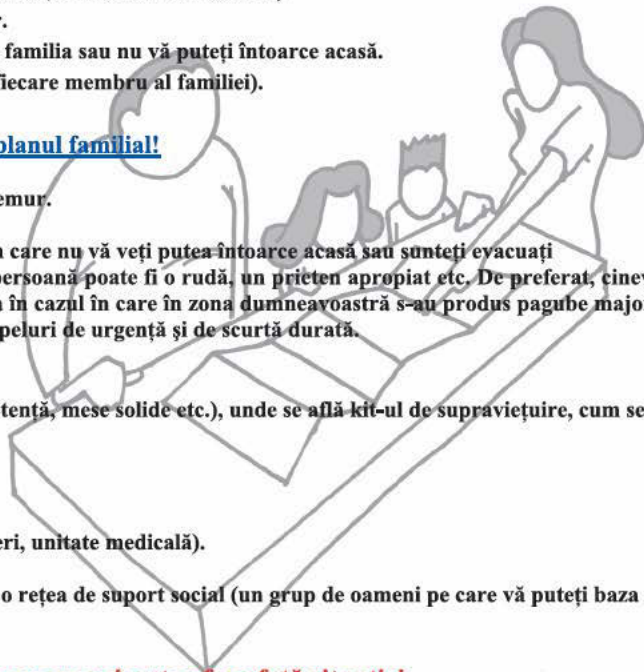 r.
familia sau nu vă puteți întoarce acasă.
fiecare membru al familiei).
planul familial!
emur.
care nu vă veți putea întoarce acasă sau sunteți evacuați
persoană poate fi o rudă, un prieten apropiat etc. De preferat, cinev
în cazul în care în zona dumneavoastră s-au produs pagube majo
peluri de urgență și de scurtă durată.
tență, mese solide etc.), unde se află kit-ul de supraviețuire, cum se
eri, unitate medicală).
o rețea de suport social (un grup de oameni pe care vă puteți baza